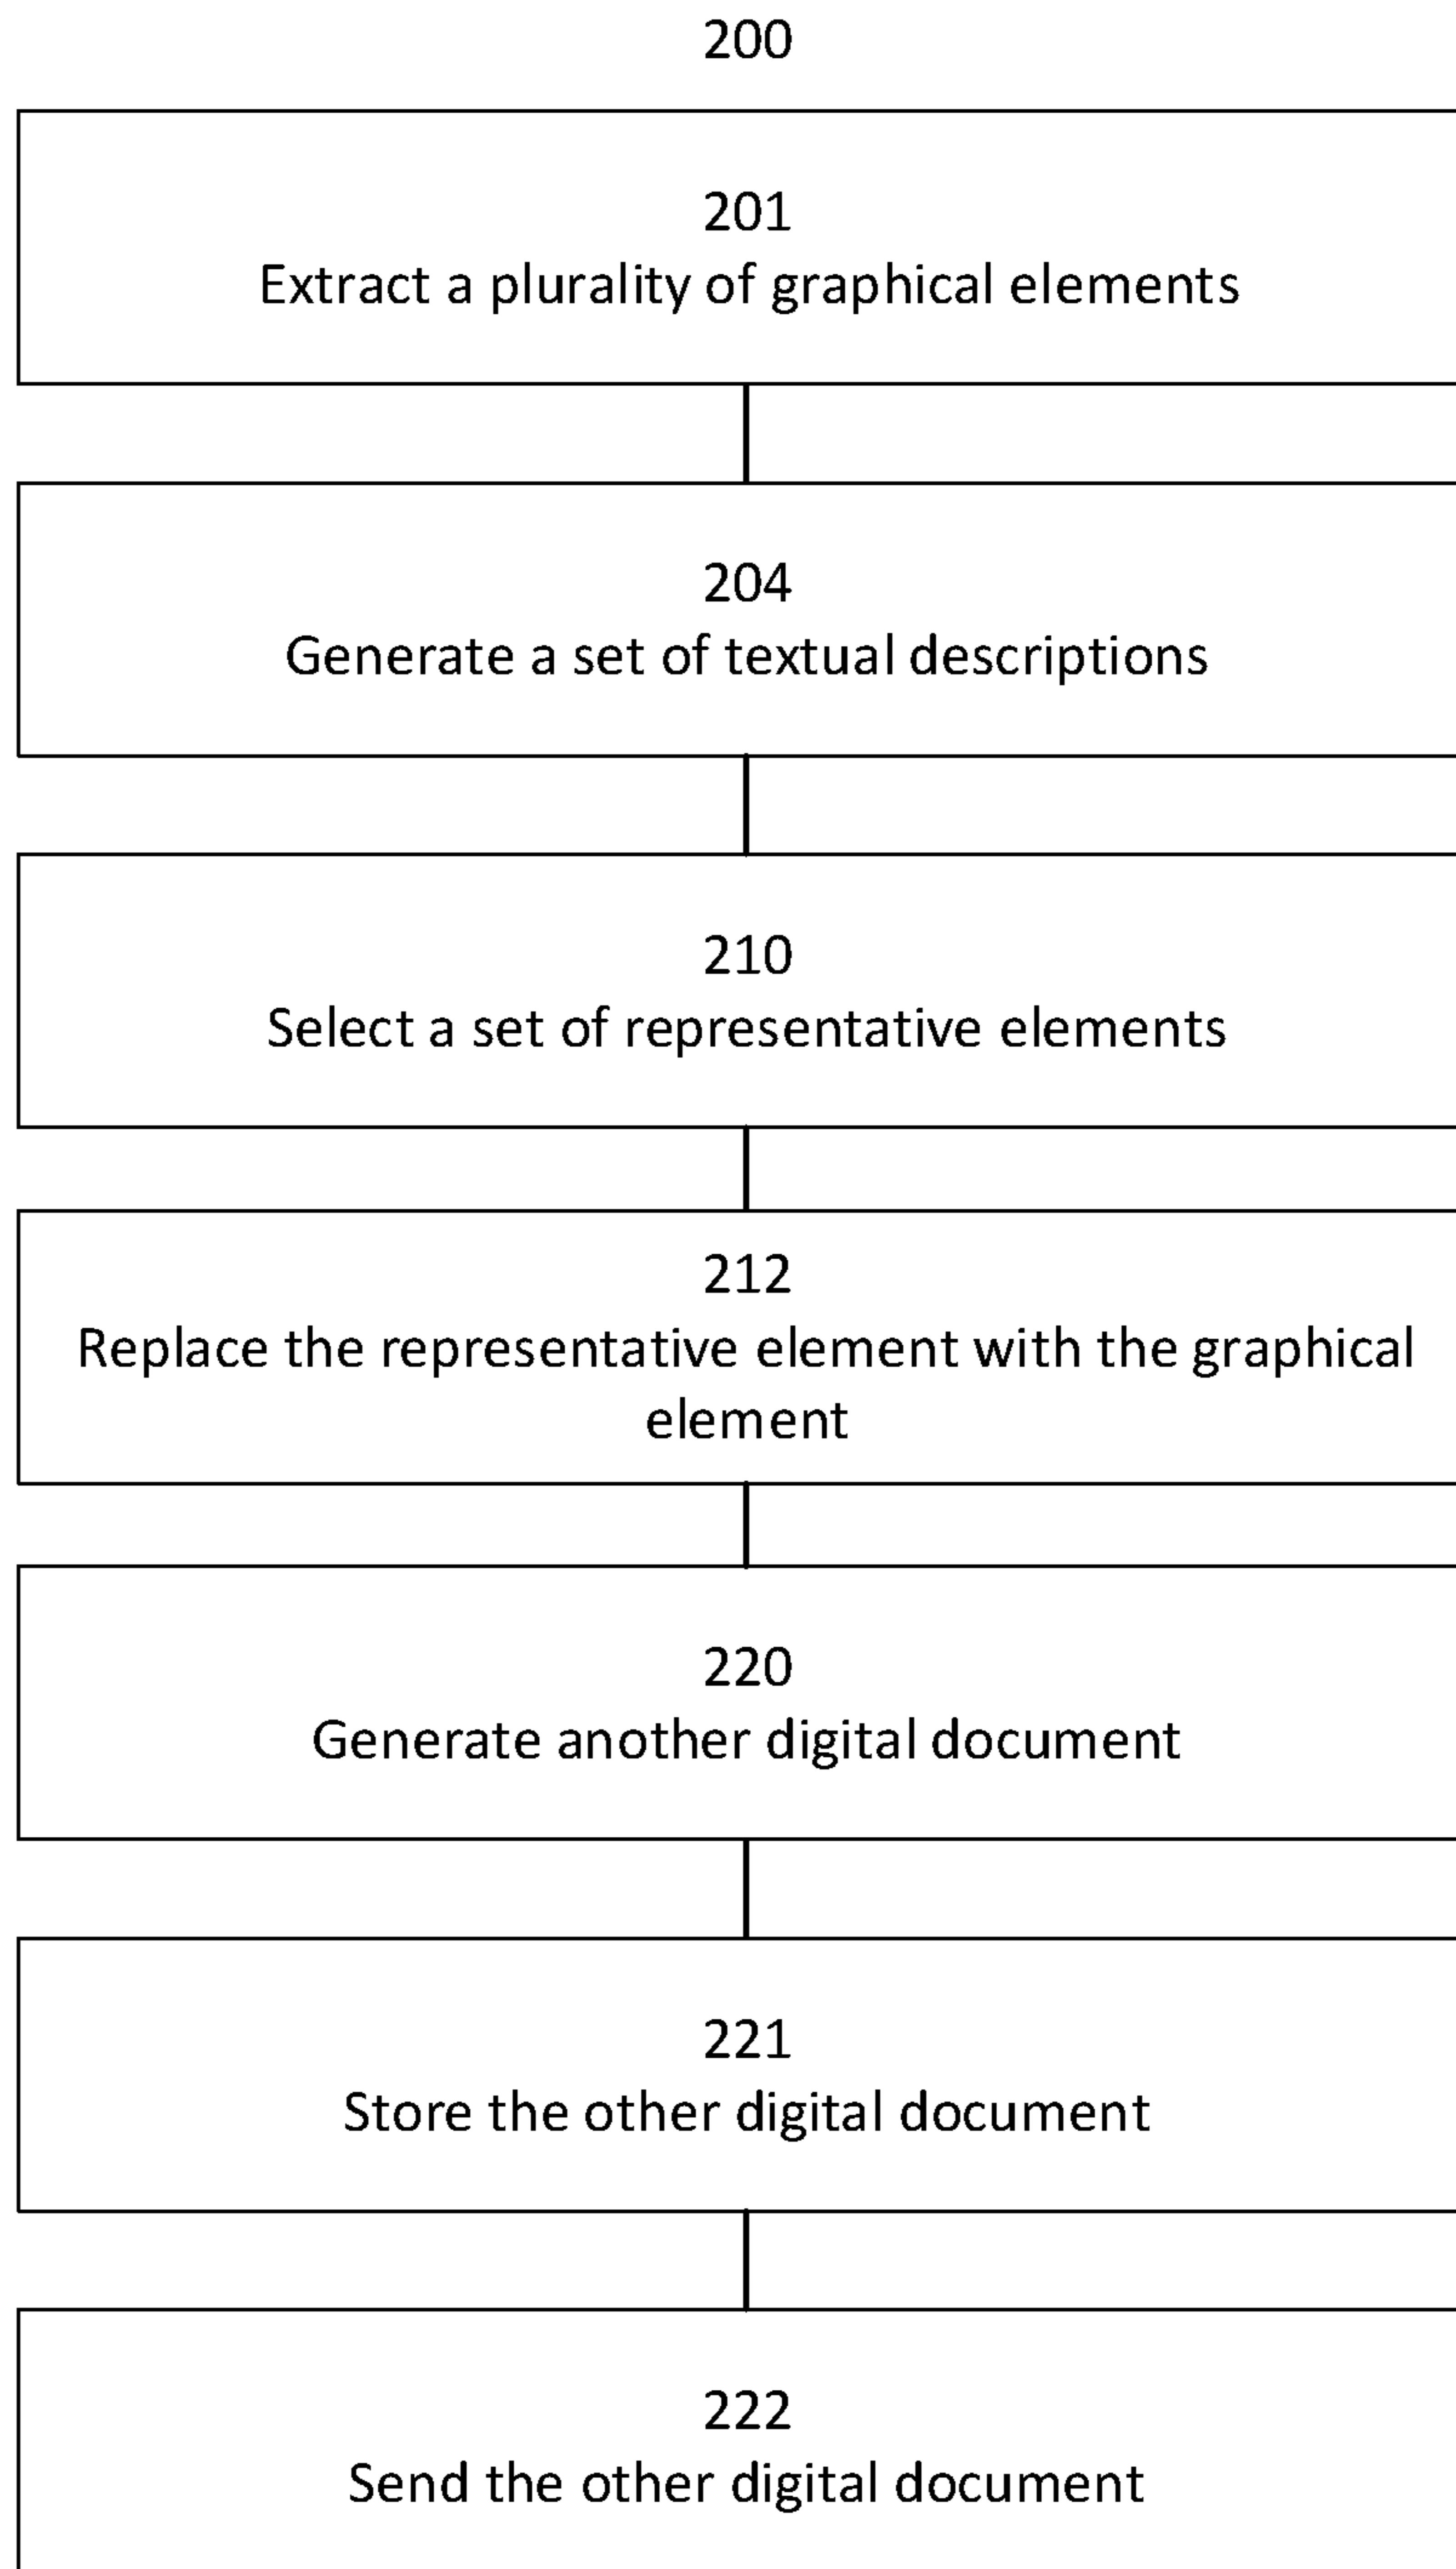 200
201
Extract a plurality of graphical elements
204
Generate a set of textual descriptions
210
Select a set of representative elements
212
Replace the representative element with the graphical
element
220
Generate another digital document
221
Store the other digital document
222
Send the other digital document